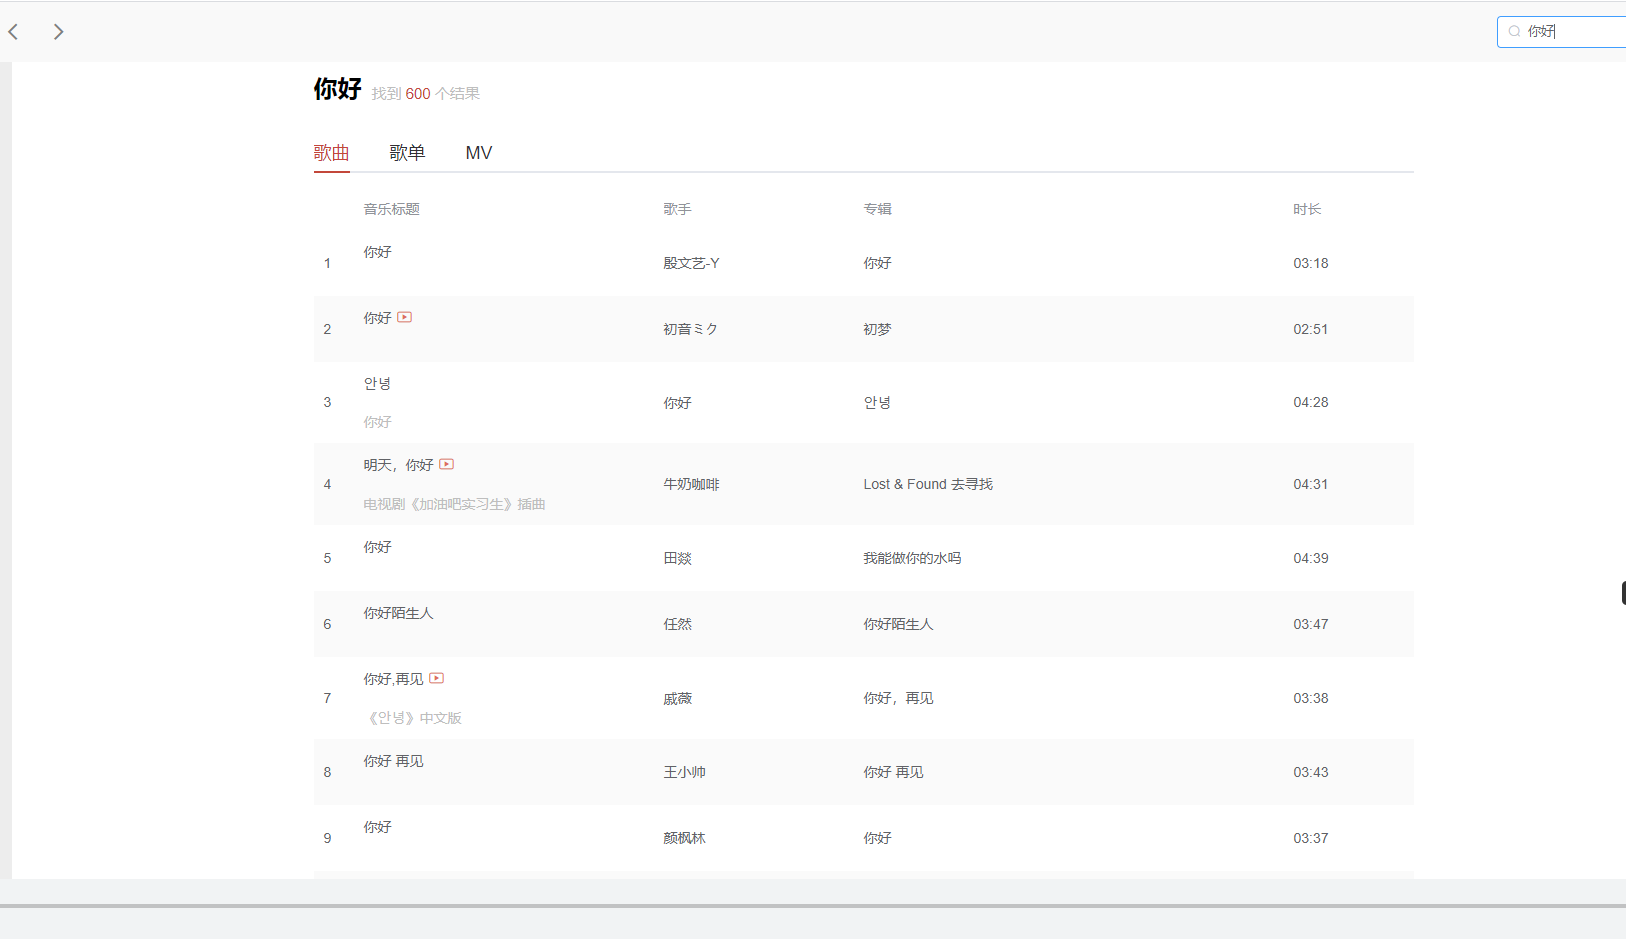 你好
你好 找到 600 个结果
歌曲 歌单 MV
音乐标题 歌手 专辑 时长
1 你好 殷文艺-Y 你好 03:18
2 你好 初音ミク 初梦 02:51
3 안녕 你好 안녕 04:28
你好
4 明天，你好 牛奶咖啡 Lost & Found 去寻找 04:31
电视剧《加油吧实习生》插曲
5 你好 田燚 我能做你的水吗 04:39
6 你好陌生人 任然 你好陌生人 03:47
7 你好,再见 戚薇 你好，再见 03:38
《안녕》中文版
8 你好 再见 王小帅 你好 再见 03:43
9 你好 颜枫林 你好 03:37